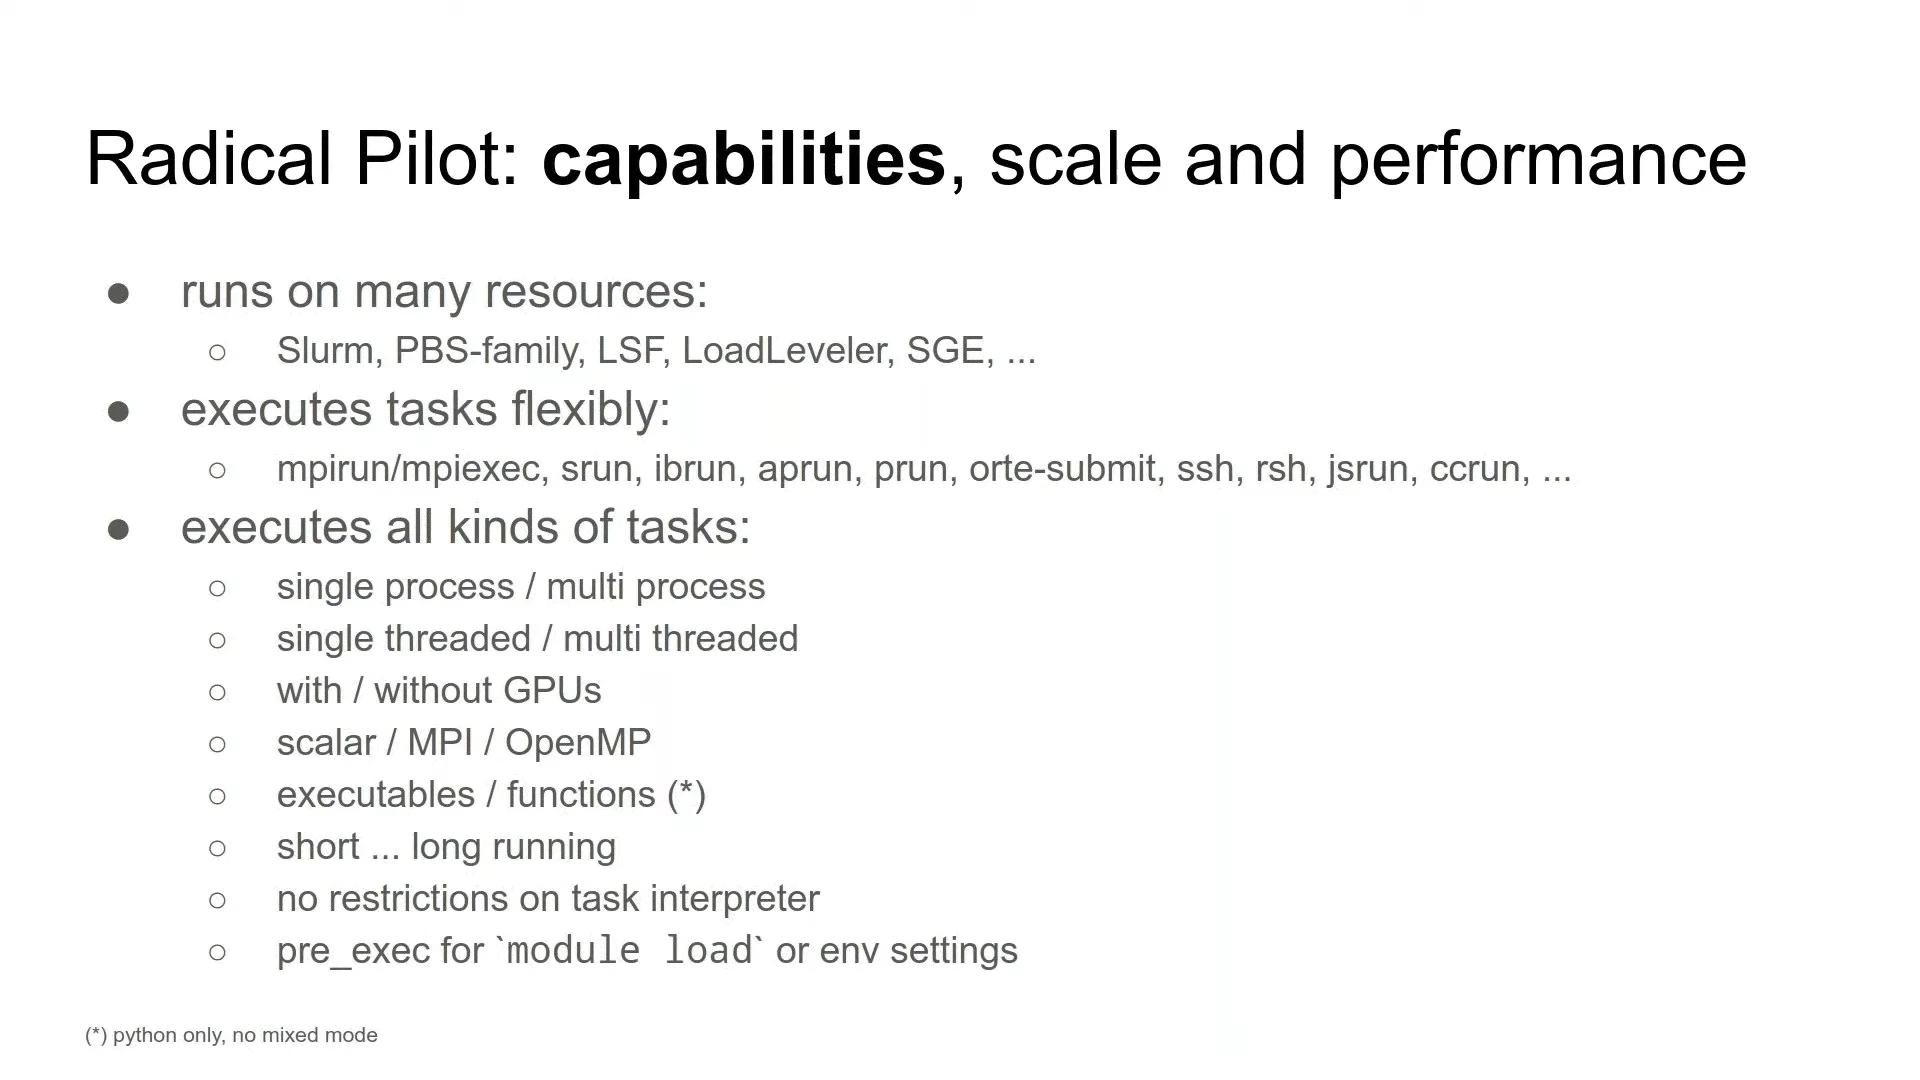 Radical Pilot: capabilities, scale and performance
● runs on many resources:
○ Slurm, PBS-family, LSF, LoadLeveler, SGE, ...
● executes tasks flexibly:
○ mpirun/mpiexec, srun, ibrun, aprun, prun, orte-submit, ssh, rsh, jsrun, ccrun, ...
● executes all kinds of tasks:
○ single process / multi process
○ single threaded / multi threaded
○ with / without GPUs
○ scalar / MPI / OpenMP
○ executables / functions (*)
○ short ... long running
○ no restrictions on task interpreter
○ pre_exec for `module load` or env settings
(*) python only, no mixed mode